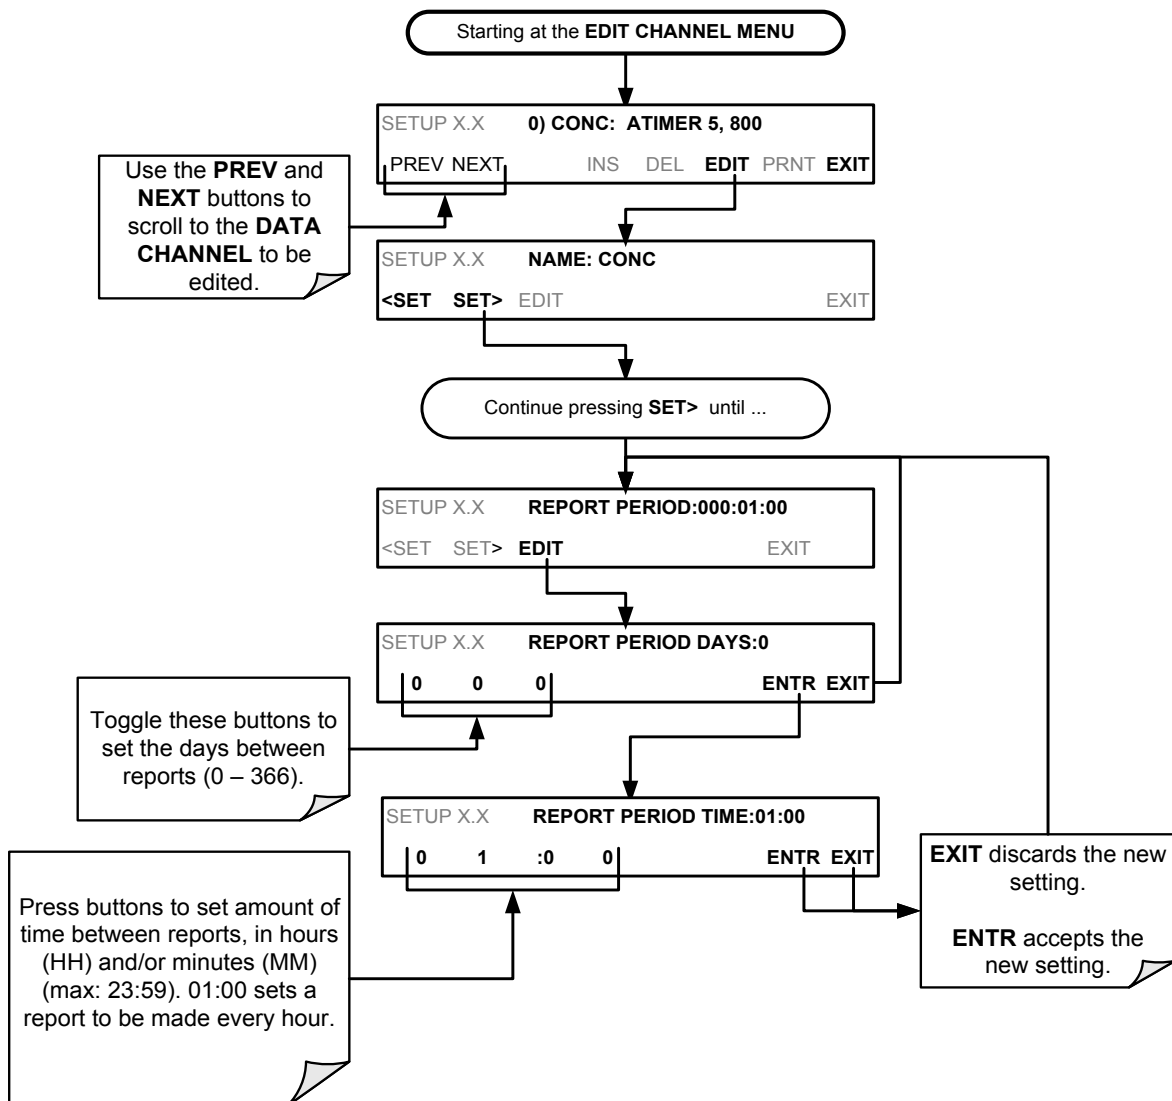 Starting at the EDIT CHANNEL MENU
SETUP X.X 0) CONC: ATIMER 5, 800
PREV NEXT INS DEL EDIT PRNT EXIT
Use the PREV and
NEXT buttons to
scroll to the DATA
CHANNEL to be
edited.
SETUP X.X NAME: CONC
<SET SET> EDIT EXIT
Continue pressing SET> until ...
SETUP X.X REPORT PERIOD:000:01:00
<SET SET> EDIT EXIT
SETUP X.X REPORT PERIOD DAYS:0
0 0 0 ENTR EXIT
Toggle these buttons to
set the days between
reports (0 – 366).
SETUP X.X REPORT PERIOD TIME:01:00
0 1 :0 0 ENTR EXIT
Press buttons to set amount of
time between reports, in hours
(HH) and/or minutes (MM)
(max: 23:59). 01:00 sets a
report to be made every hour.
EXIT discards the new
setting.
ENTR accepts the
new setting.